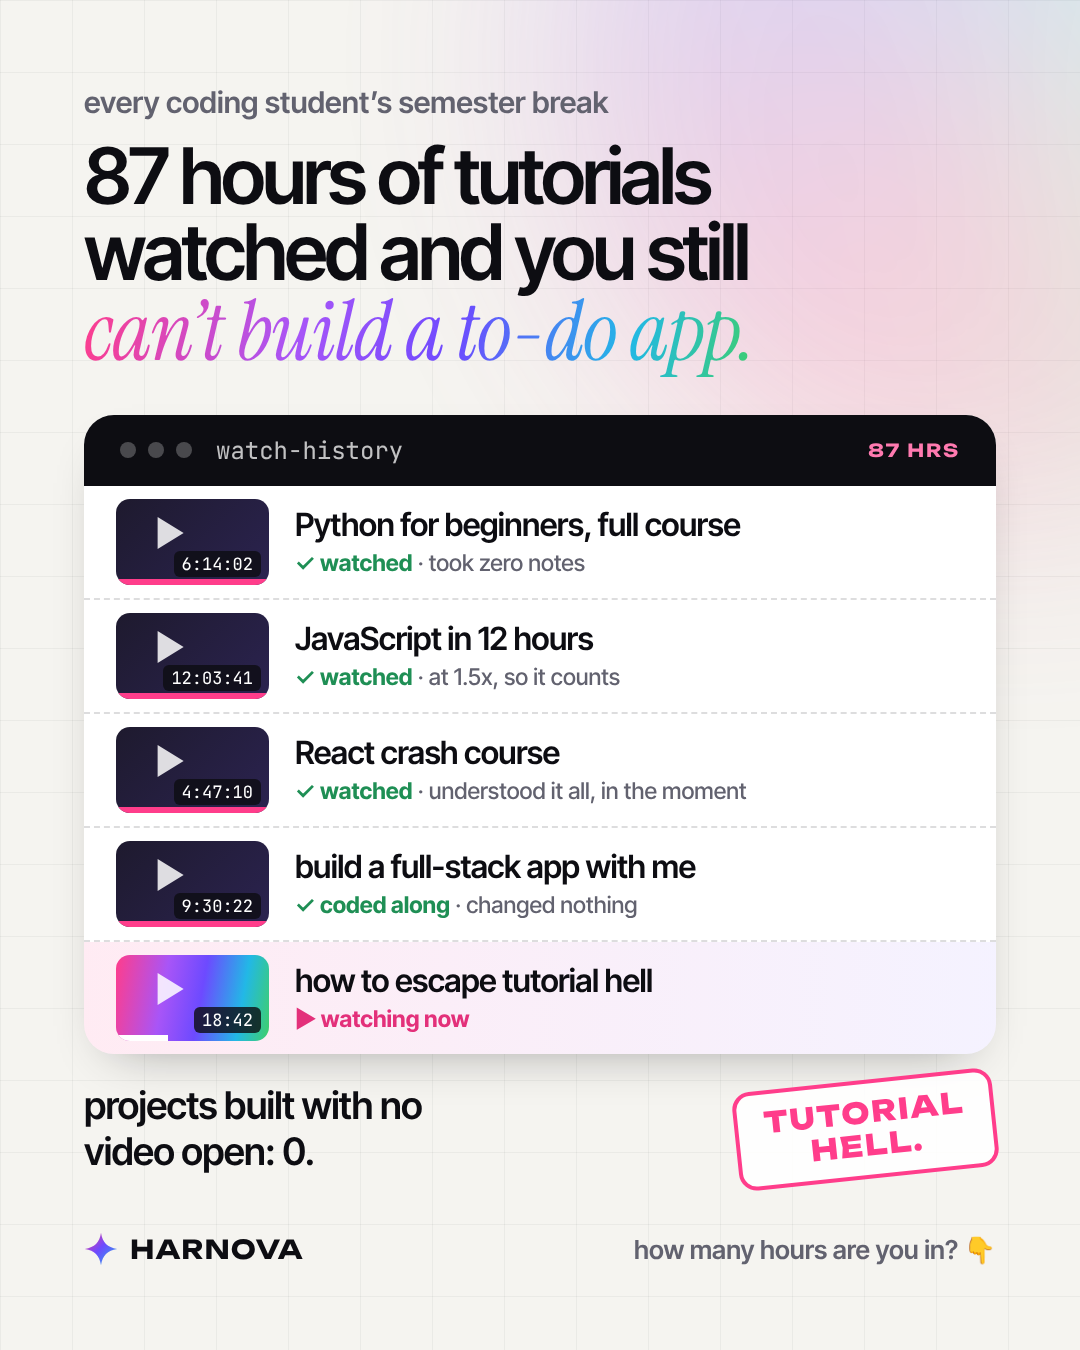 every coding student’s semester break
87 hours of tutorials
watched and you still
can’t build a to-do app.
watch-history
87 HRS
6:14:02
Python for beginners, full course
✓ watched · took zero notes
12:03:41
JavaScript in 12 hours
✓ watched · at 1.5x, so it counts
4:47:10
React crash course
✓ watched · understood it all, in the moment
9:30:22
build a full-stack app with me
✓ coded along · changed nothing
18:42
how to escape tutorial hell
▶ watching now
projects built with no
video open: 0.
TUTORIAL
HELL.
HARNOVA
how many hours are you in? 👇